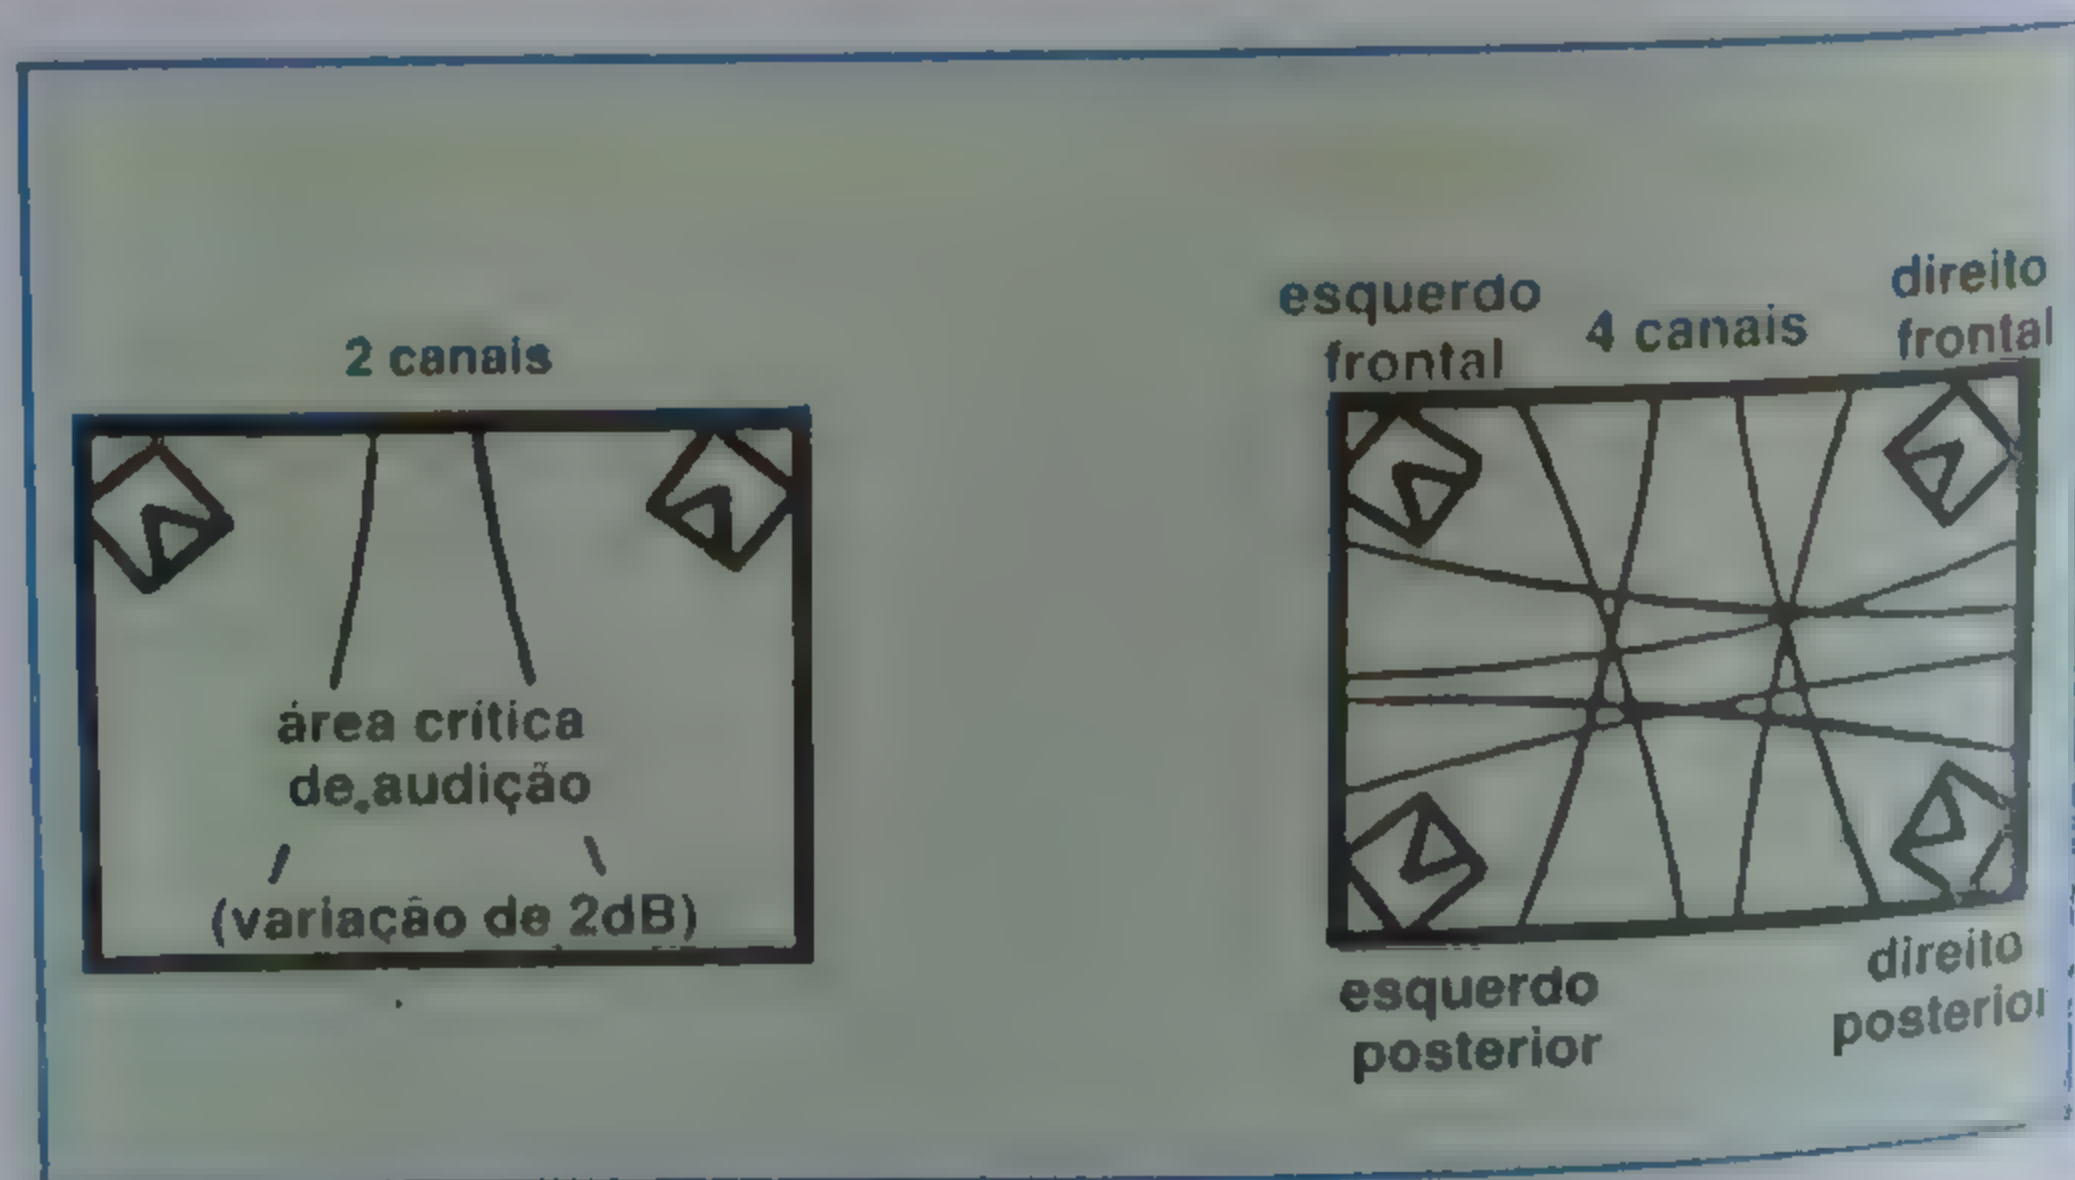 2 canais
área crítica
de audição
(variação de 2dB)
esquerdo
frontal
4 canais
direito
frontal
esquerdo
posterior
direito
posterior